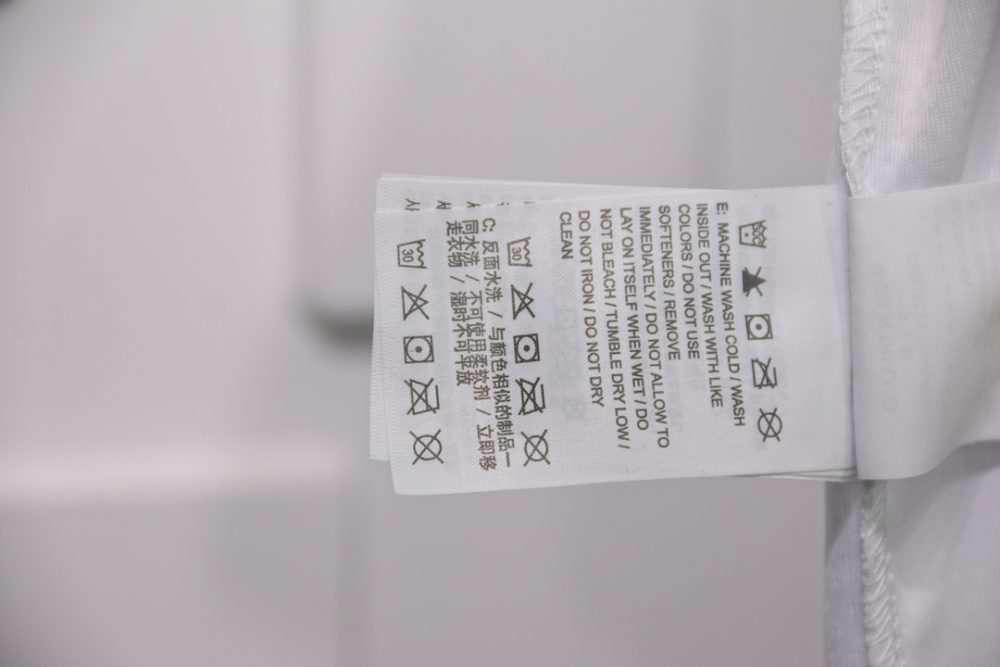 E: MACHINE WASH COLD / WASH
INSIDE OUT / WASH WITH LIKE
COLORS / DO NOT USE
SOFTENERS / REMOVE
IMMEDIATELY / DO NOT ALLOW TO
LAY ON ITSELF WHEN WET / DO
NOT BLEACH / TUMBLE DRY LOW /
DO NOT IRON / DO NOT DRY
CLEAN
30
C: 反面水洗 / 与颜色相似的制品一
同水洗 / 不可使用柔软剂 / 立即移
走衣物 / 湿时不可平放
30